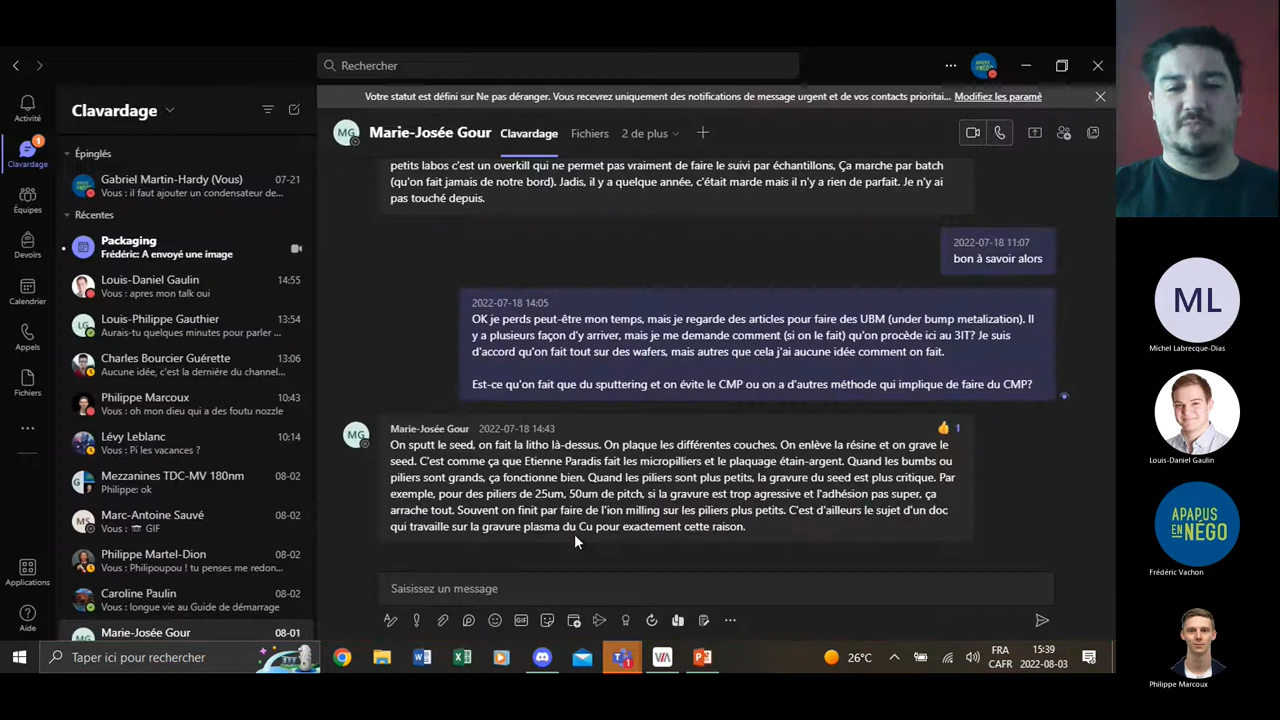 Rechercher
Votre statut est défini sur Ne pas déranger. Vous recevrez uniquement des notifications de message urgent et de vos contacts prioritai... Modifiez les paramè
Activité
Clavardage
1
Clavardage
Équipes
Devoirs
Calendrier
Appels
Fichiers
Applications
Aide
Épinglés
Gabriel Martin-Hardy (Vous) 07-21
Vous : il faut ajouter un condensateur de...
Récentes
Packaging
Frédéric: A envoyé une image
Louis-Daniel Gaulin 14:55
Vous : apres mon talk oui
LG
Louis-Philippe Gauthier 13:54
Aurais-tu quelques minutes pour parler ...
Charles Bourcier Guérette 13:06
Aucune idée, c'est la dernière du channel...
Philippe Marcoux 10:43
Vous : oh mon dieu qui a des foutu nozzle
Lévy Leblanc 10:14
Vous : Pi les vacances ?
Mezzanines TDC-MV 180nm 08-02
Philippe: ok
MS
Marc-Antoine Sauvé 08-02
Vous : GIF
Philippe Martel-Dion 08-02
Vous : Philipoupou ! tu penses me redon...
Caroline Paulin 08-02
Vous : longue vie au Guide de démarrage
MG
Marie-Josée Gour 08-01
MG
Marie-Josée Gour Clavardage Fichiers 2 de plus
petits labos c'est un overkill qui ne permet pas vraiment de faire le suivi par échantillons, Ça marche par batch
(qu'on fait jamais de notre bord). Jadis, il y a quelque année, c'était marde mais il n'y a rien de parfait. Je n'y ai
pas touché depuis.
2022-07-18 11:07
bon à savoir alors
2022-07-18 14:05
OK je perds peut-être mon temps, mais je regarde des articles pour faire des UBM (under bump metalization). Il
y a plusieurs façon d'y arriver, mais je me demande comment (si on le fait) qu'on procède ici au 3IT? Je suis
d'accord qu'on fait tout sur des wafers, mais autres que cela j'ai aucune idée comment on fait.
Est-ce qu'on fait que du sputtering et on évite le CMP ou on a d'autres méthode qui implique de faire du CMP?
MG
Marie-Josée Gour 2022-07-18 14:43
1
On sputt le seed, on fait la litho là-dessus. On plaque les différentes couches. On enlève la résine et on grave le
seed. C'est comme ça que Etienne Paradis fait les micropilliers et le plaquage étain-argent. Quand les bumbs ou
piliers sont grands, ça fonctionne bien. Quand les piliers sont plus petits, la gravure du seed est plus critique. Par
exemple, pour des piliers de 25um, 50um de pitch, si la gravure est trop agressive et l'adhésion pas super, ça
arrache tout. Souvent on finit par faire de l'ion milling sur les piliers plus petits. C'est d'ailleurs le sujet d'un doc
qui travaille sur la gravure plasma du Cu pour exactement cette raison.
Saisissez un message
GIF
Taper ici pour rechercher
1
26°C
FRA
CAFR
15:39
2022-08-03
APAPUS
EN NÉGO
ML
Michel Labrecque-Dias
Louis-Daniel Gaulin
APAPUS
EN NÉGO
Frédéric Vachon
Philippe Marcoux